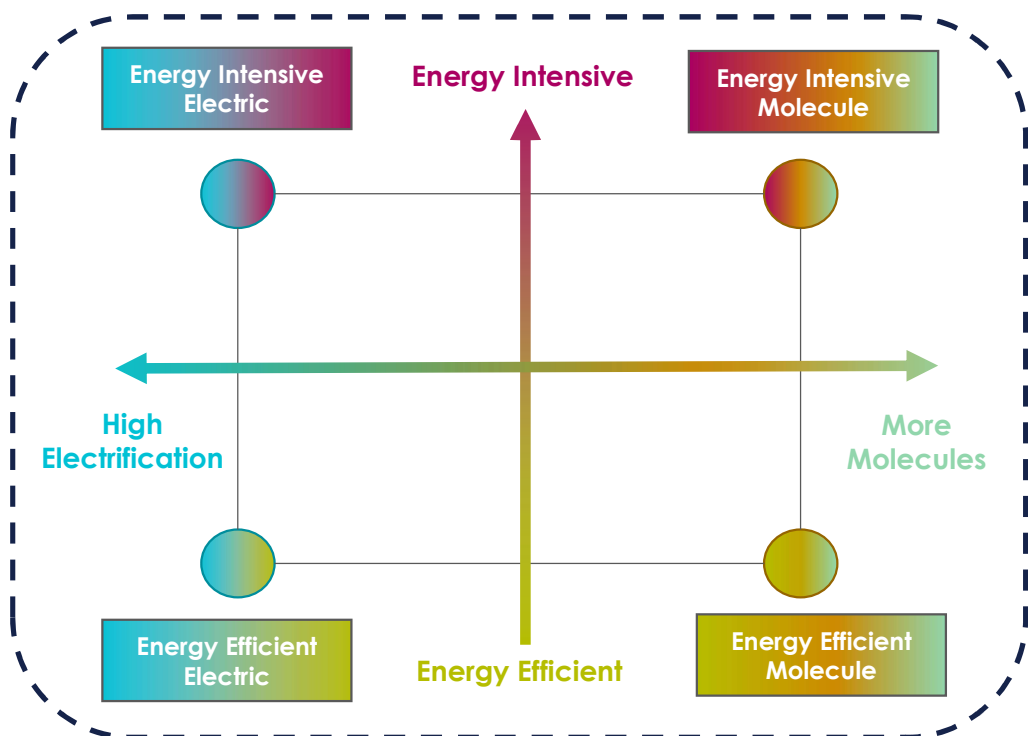 Energy Intensive
Electric
Energy Intensive
Energy Intensive
Molecule
High
Electrification
More
Molecules
Energy Efficient
Electric
Energy Efficient
Energy Efficient
Molecule